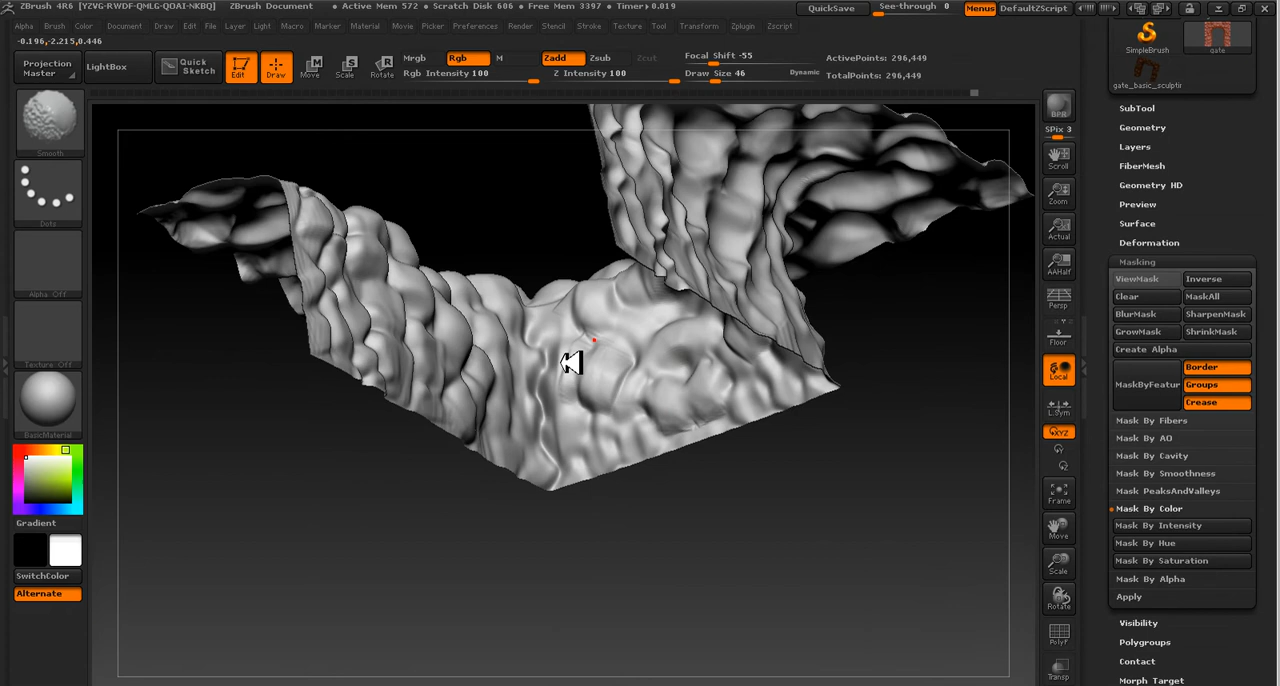 ZBrush 4R6 [YZVG-RWDF-QMLG-QOAI-NKBQ] ZBrush Document • Active Mem 572 • Scratch Disk 606 • Free Mem 3397 • Timer▸0.019 QuickSave See-through 0 Menus DefaultZScript
Alpha Brush Color Document Draw Edit File Layer Light Macro Marker Material Movie Picker Preferences Render Stencil Stroke Texture Tool Transform Zplugin Zscript
-0.196,-2.215,0.446
Projection Master
LightBox
Quick Sketch
Edit
Draw
Move
Scale
Rotate
Mrgb Rgb M
Rgb Intensity 100
Zadd Zsub Zcut
Z Intensity 100
Focal Shift -55
Draw Size 46 Dynamic
ActivePoints: 296,449
TotalPoints: 296,449
Smooth
Dots
Alpha Off
Texture Off
BasicMaterial
Gradient
SwitchColor
Alternate
BPR
SPix 3
Scroll
Zoom
Actual
AAHalf
Persp
Floor
Local
L.Sym
XYZ
Frame
Move
Scale
Rotate
PolyF
Transp
SimpleBrush gate
gate_basic_sculptir
SubTool
Geometry
Layers
FiberMesh
Geometry HD
Preview
Surface
Deformation
Masking
ViewMask Inverse
Clear MaskAll
BlurMask SharpenMask
GrowMask ShrinkMask
Create Alpha
MaskByFeatur
Border
Groups
Crease
Mask By Fibers
Mask By AO
Mask By Cavity
Mask By Smoothness
Mask PeaksAndValleys
Mask By Color
Mask By Intensity
Mask By Hue
Mask By Saturation
Mask By Alpha
Apply
Visibility
Polygroups
Contact
Morph Target